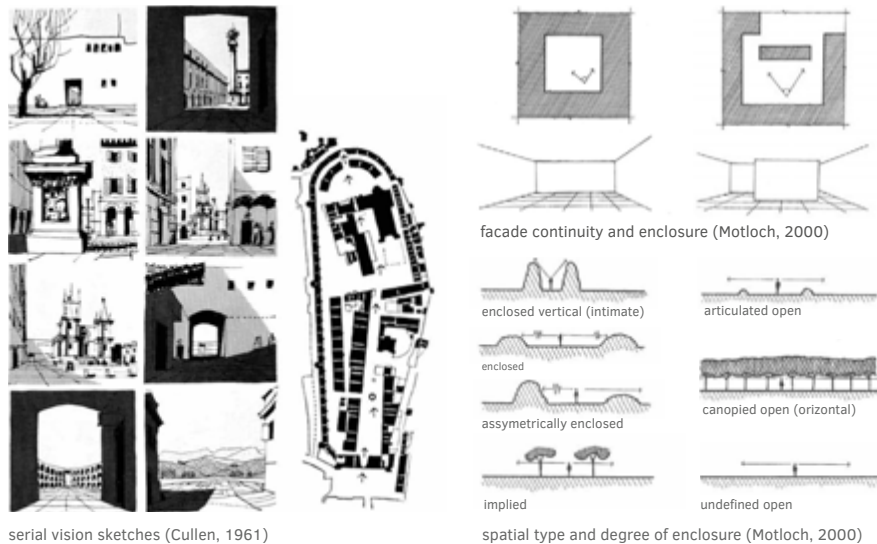 facade continuity and enclosure (Motloch, 2000)
enclosed vertical (intimate)
articulated open
enclosed
canopied open (orizontal)
assymetrically enclosed
implied
undefined open
serial vision sketches (Cullen, 1961)
spatial type and degree of enclosure (Motloch, 2000)